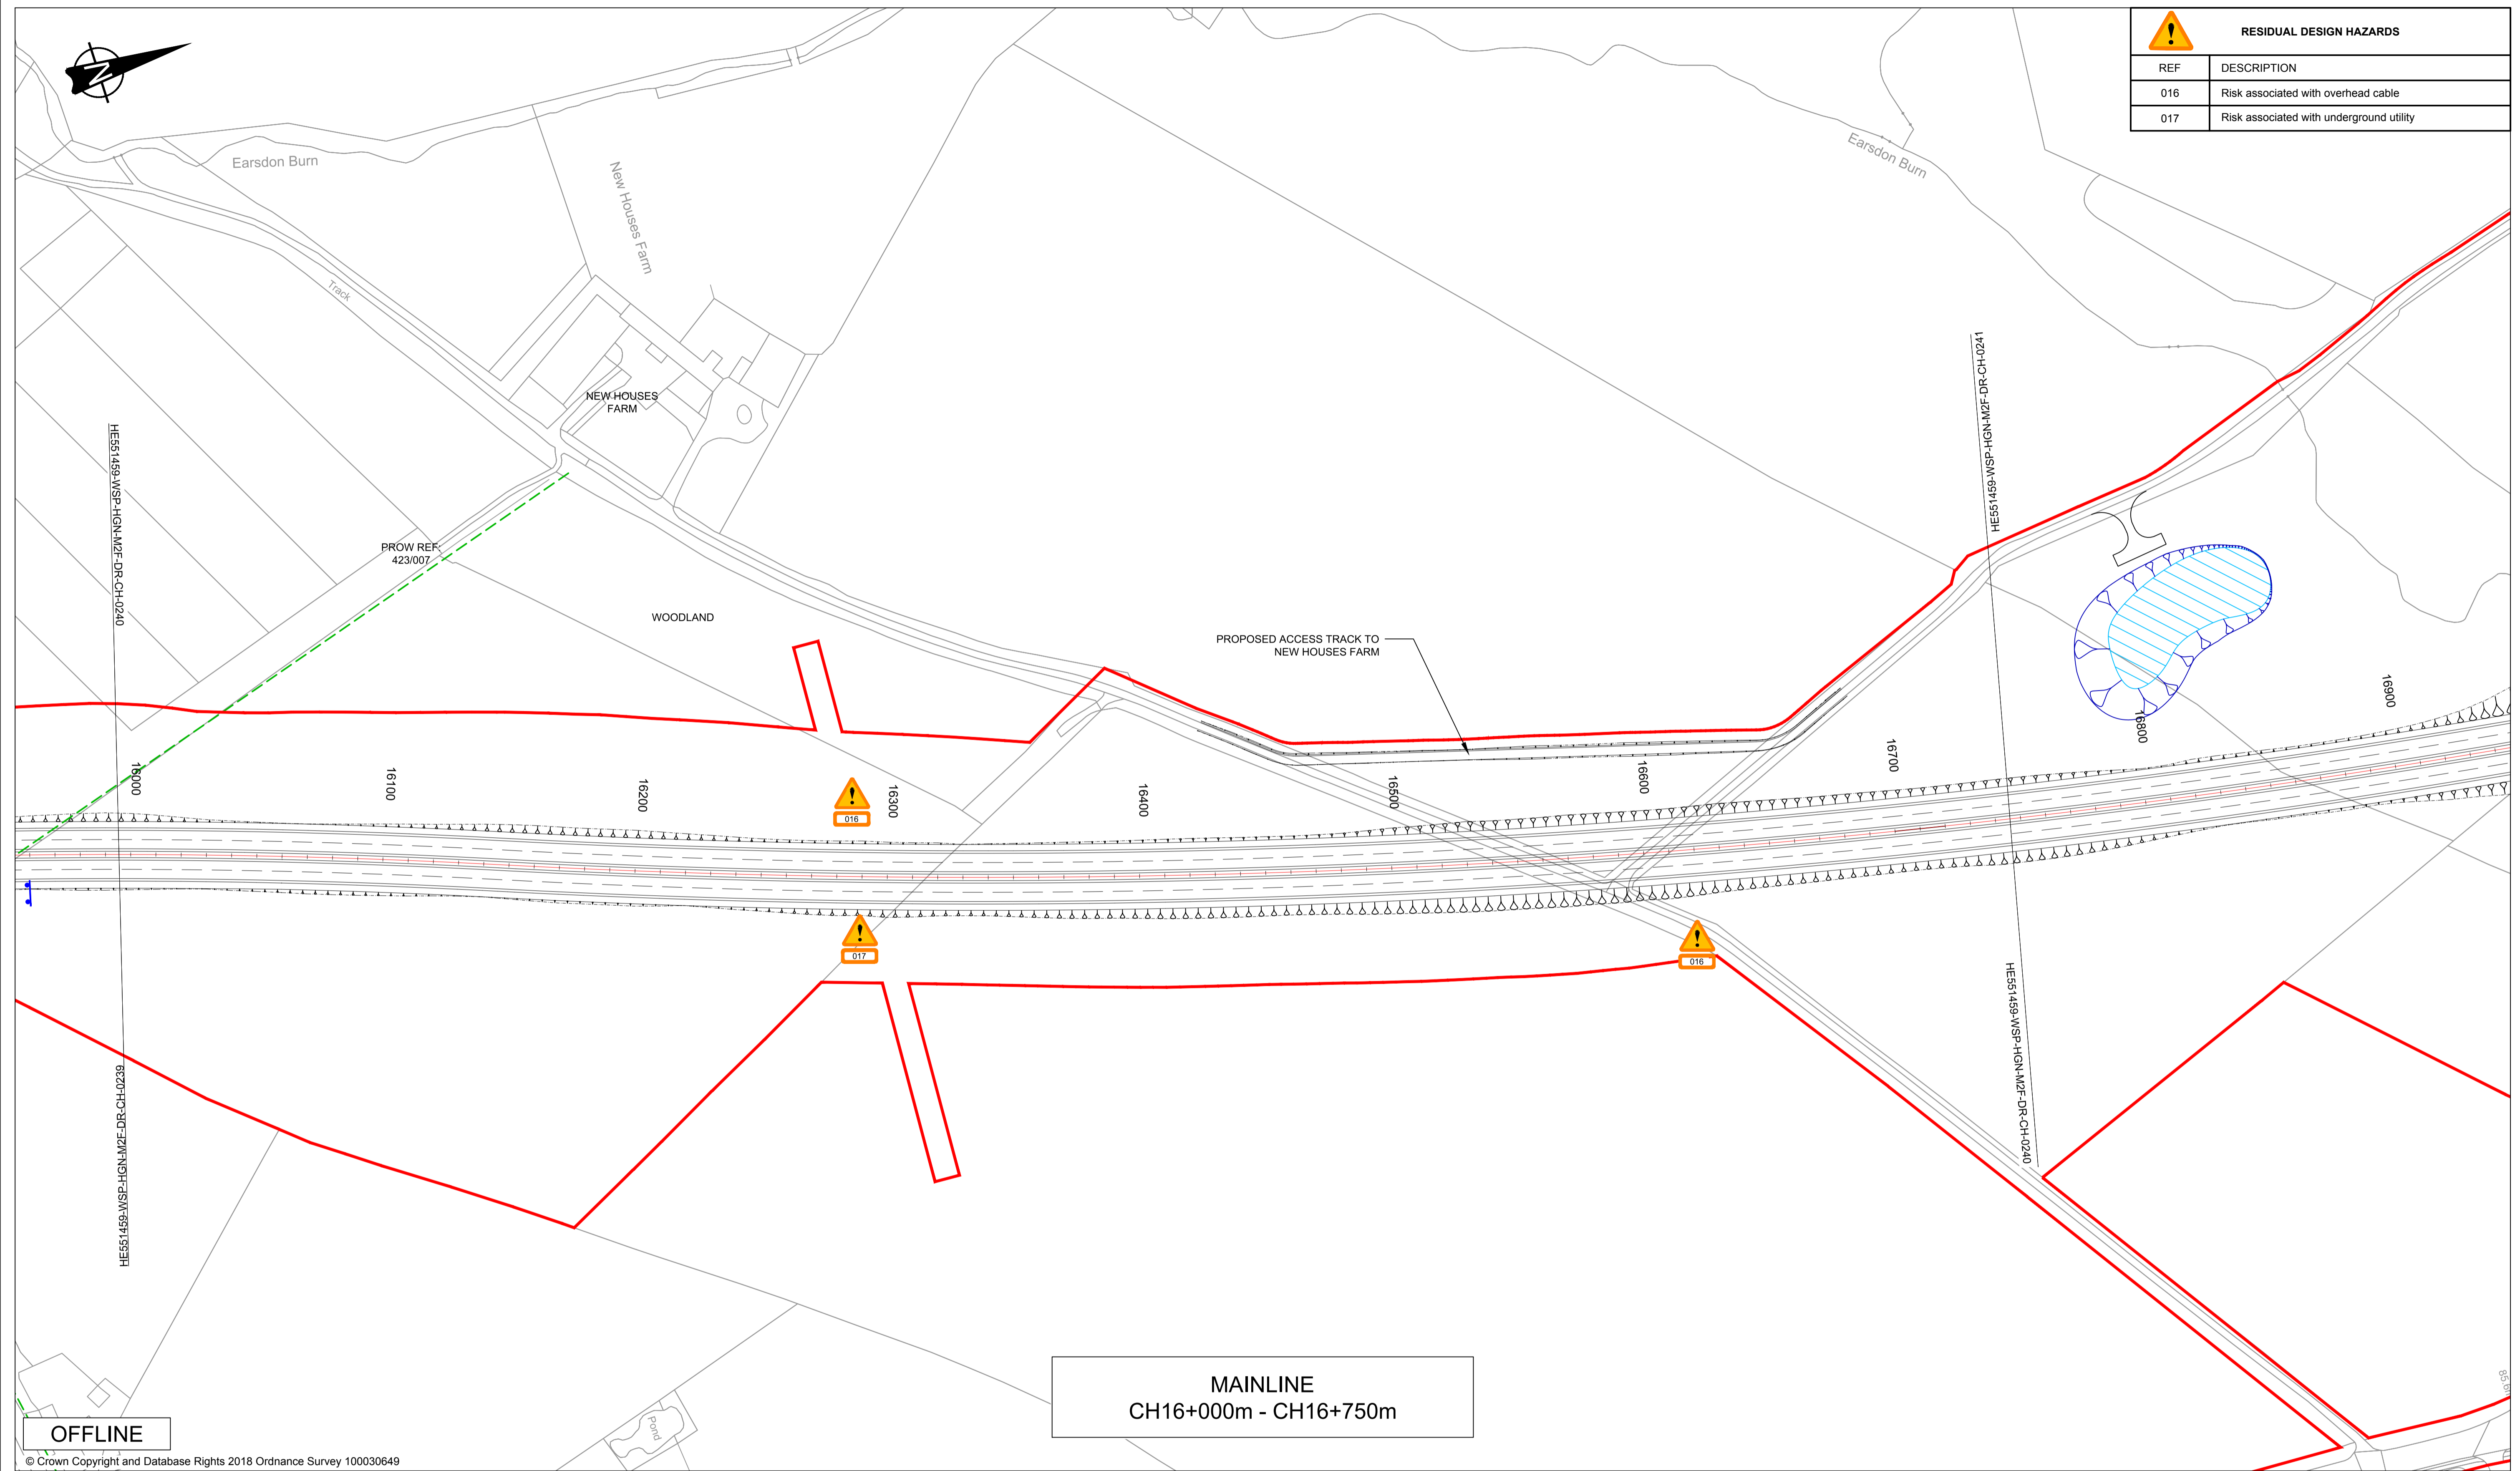 RESIDUAL DESIGN HAZARDS
REF
DESCRIPTION
016
Risk associated with overhead cable
017
Risk associated with underground utility
N
Earsdon Burn
New Houses Farm
Earsdon Burn
Track
NEW HOUSES
FARM
HE551459-WSP-HGN-M2F-DR-CH-0240
HE551459-WSP-HGN-M2F-DR-CH-0241
PROW REF:
423/007
WOODLAND
PROPOSED ACCESS TRACK TO
NEW HOUSES FARM
16000
16100
16200
16300
16400
16500
16600
16700
16800
16900
016
017
016
HE551459-WSP-HGN-M2F-DR-CH-0239
HE551459-WSP-HGN-M2F-DR-CH-0240
MAINLINE
CH16+000m - CH16+750m
Pond
OFFLINE
© Crown Copyright and Database Rights 2018 Ordnance Survey 100030649